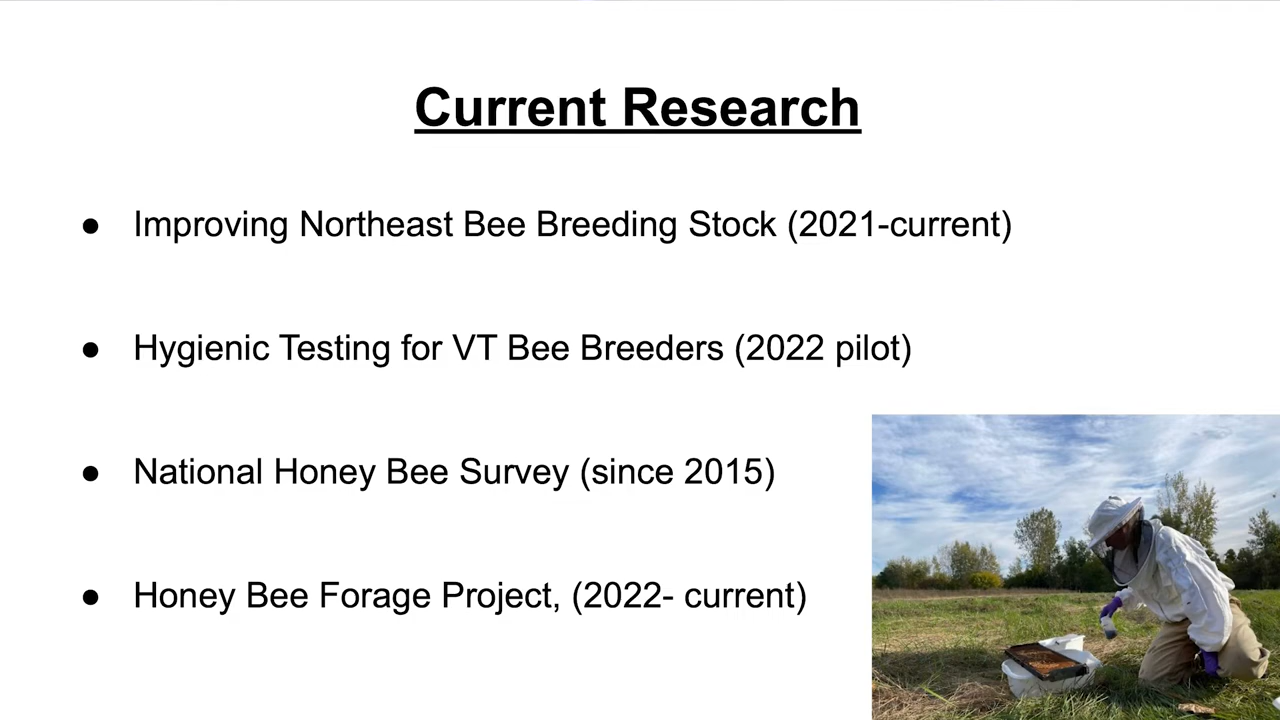 Current Research
● Improving Northeast Bee Breeding Stock (2021-current)
● Hygienic Testing for VT Bee Breeders (2022 pilot)
● National Honey Bee Survey (since 2015)
● Honey Bee Forage Project, (2022- current)